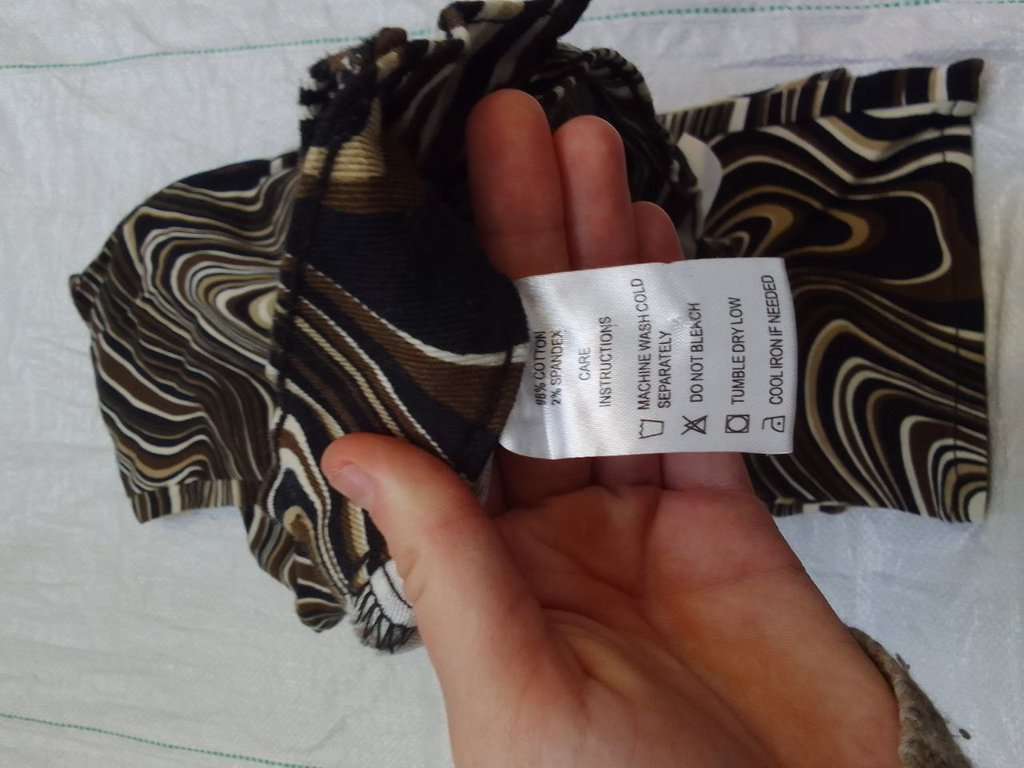 98% COTTON
2% SPANDEX
CARE
INSTRUCTIONS
MACHINE WASH COLD
SEPARATELY
DO NOT BLEACH
TUMBLE DRY LOW
COOL IRON IF NEEDED